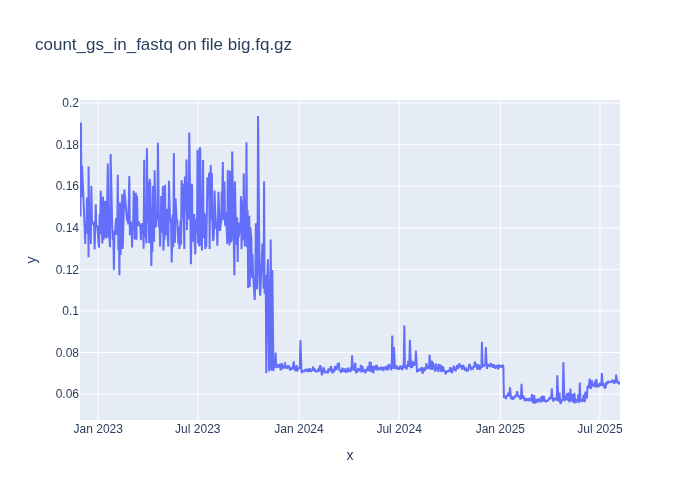 count_gs_in_fastq on file big.fq.gz
0.2
0.18
0.16
0.14
0.12
0.1
0.08
0.06
y
Jan 2023
Jul 2023
Jan 2024
Jul 2024
Jan 2025
Jul 2025
x